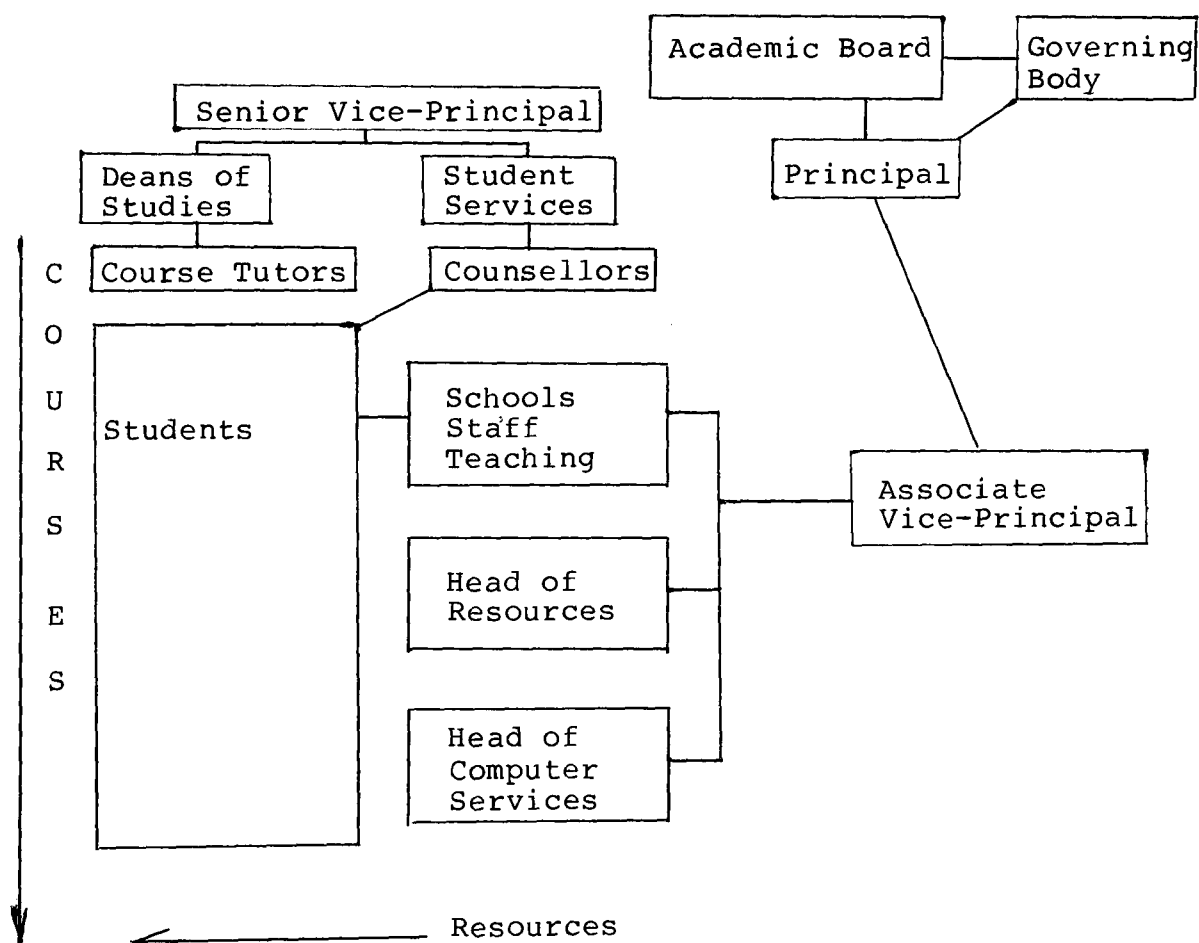 Academic Board
Governing
Body
Senior Vice-Principal
Principal
Deans of
Studies
Student
Services
Course Tutors
Counsellors
C
O
U
R
S
E
S
Students
Schools
Staff
Teaching
Associate
Vice-Principal
Head of
Resources
Head of
Computer
Services
Resources